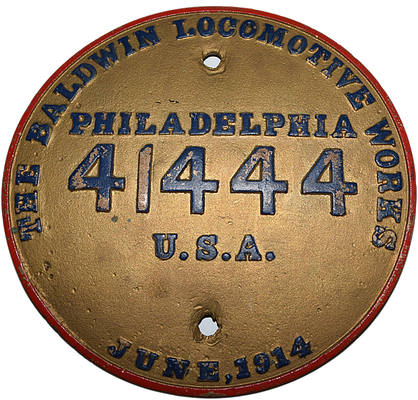 THE BALDWIN LOCOMOTIVE WORKS
PHILADELPHIA
41444
U.S.A.
JUNE, 1914